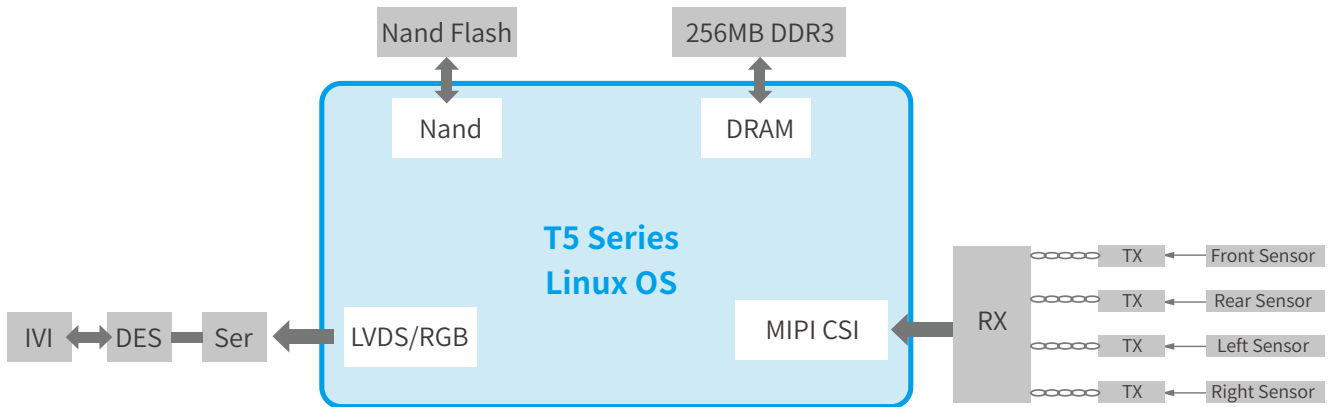 Nand Flash
256MB DDR3
Nand
DRAM
T5 Series
Linux OS
IVI
DES
Ser
LVDS/RGB
MIPI CSI
RX
TX
Front Sensor
TX
Rear Sensor
TX
Left Sensor
TX
Right Sensor